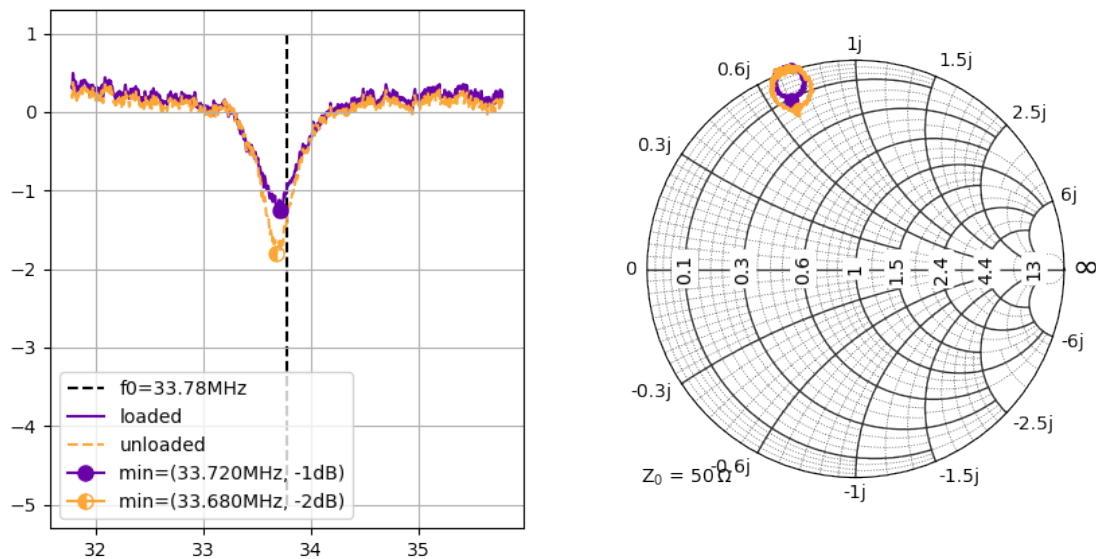 1
0
−1
−2
−3
−4
−5
32
33
34
35
f0=33.78MHz
loaded
unloaded
min=(33.720MHz, -1dB)
min=(33.680MHz, -2dB)
1j
0.6j
1.5j
0.3j
2.5j
6j
0
0.1
0.3
0.6
1
1.5
2.4
4.4
13
∞
-6j
-0.3j
-2.5j
-0.6j
-1.5j
-1j
Z₀ = 50 Ω